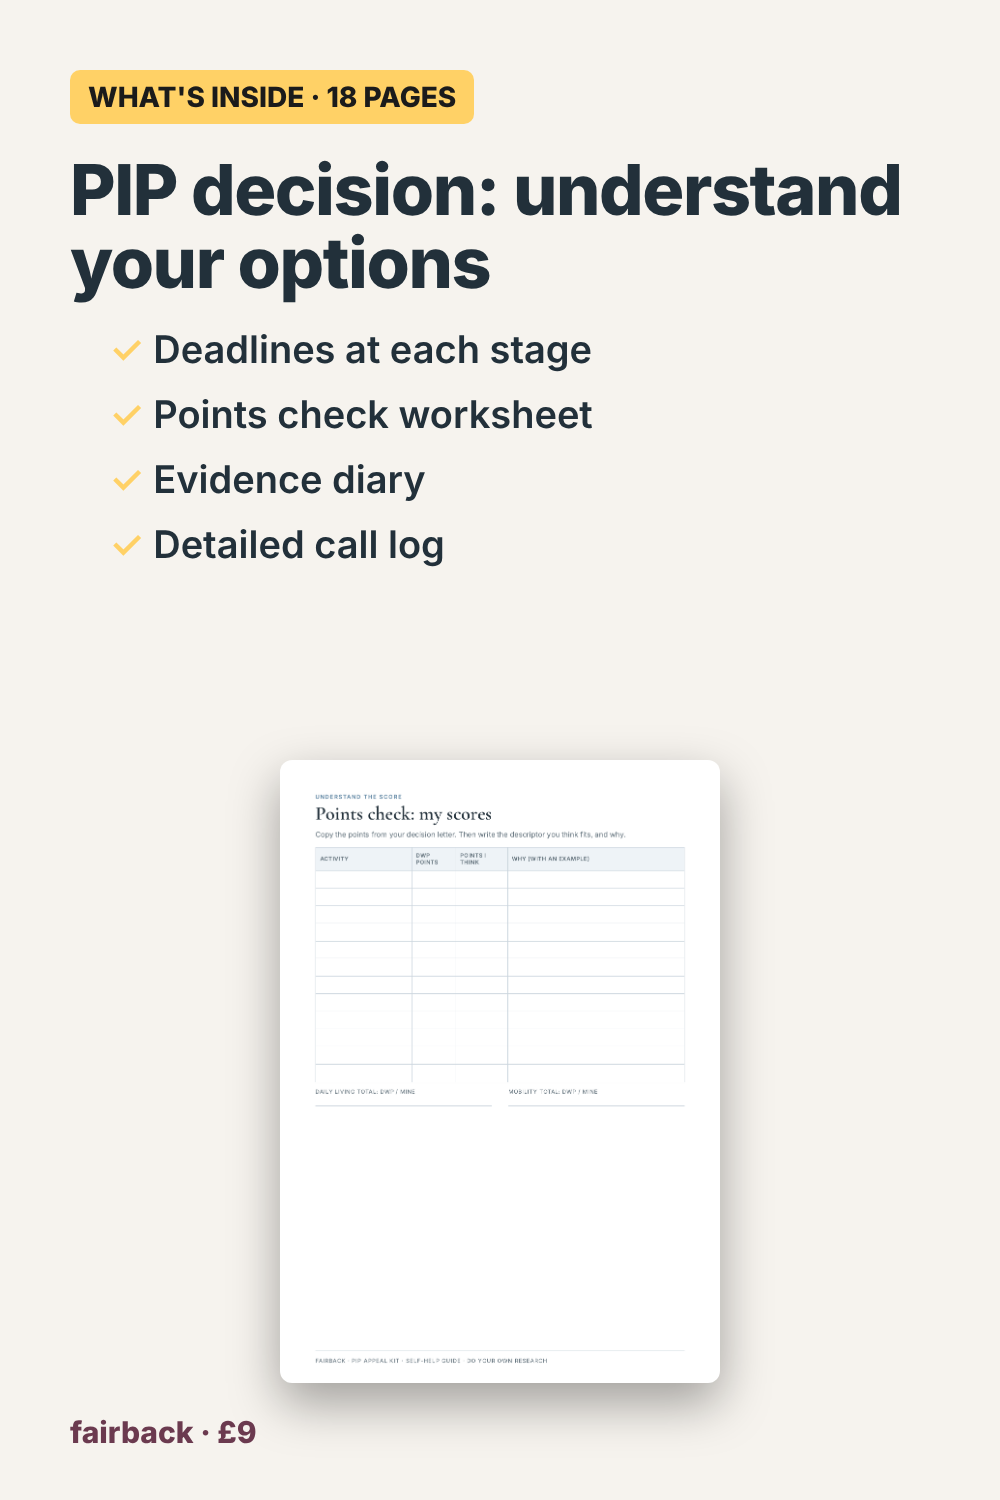 WHAT'S INSIDE · 18 PAGES
PIP decision: understand
your options
Deadlines at each stage
Points check worksheet
Evidence diary
Detailed call log
UNDERSTAND THE SCORE
Points check: my scores
Copy the points from your decision letter. Then write the descriptor you think fits, and why.
ACTIVITY
DWP
POINTS
POINTS I
THINK
WHY (WITH AN EXAMPLE)
DAILY LIVING TOTAL: DWP / MINE
MOBILITY TOTAL: DWP / MINE
FAIRBACK · PIP APPEAL KIT · SELF-HELP GUIDE · DO YOUR OWN RESEARCH
fairback · £9